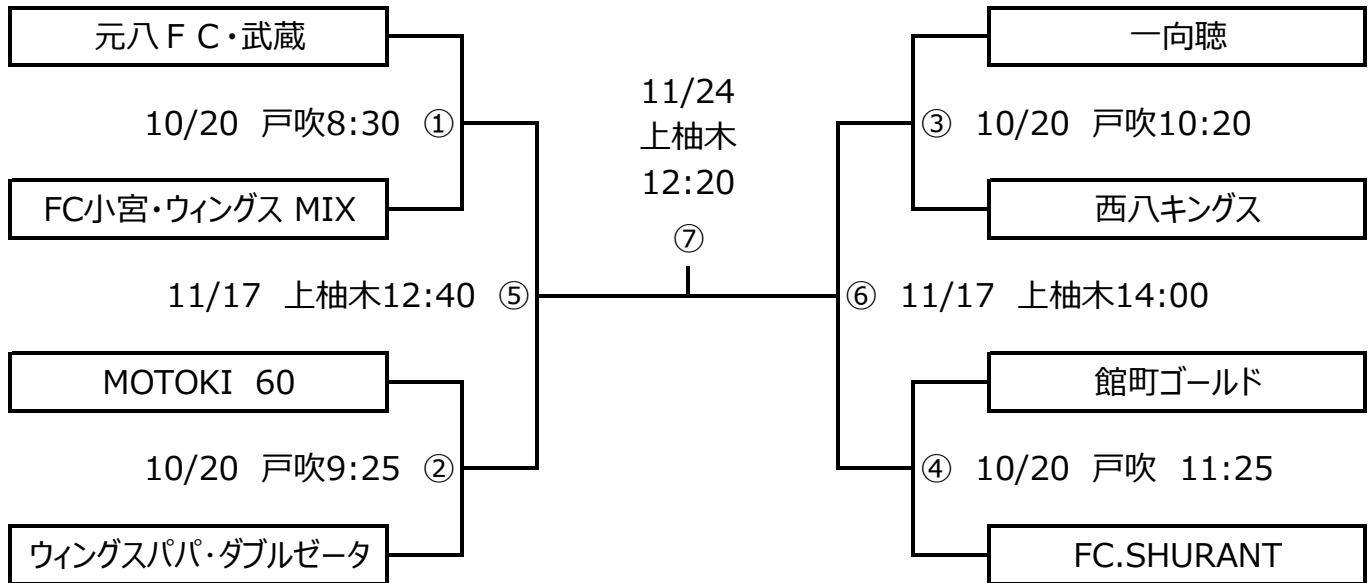 元八ＦＣ・武蔵
10/20 戸吹8:30 ①
FC小宮・ウィングス MIX
11/17 上柚木12:40 ⑤
MOTOKI 60
10/20 戸吹9:25 ②
ウィングスパパ・ダブルゼータ
11/24
上柚木
12:20
⑦
一向聴
③ 10/20 戸吹10:20
西八キングス
⑥ 11/17 上柚木14:00
館町ゴールド
④ 10/20 戸吹 11:25
FC.SHURANT